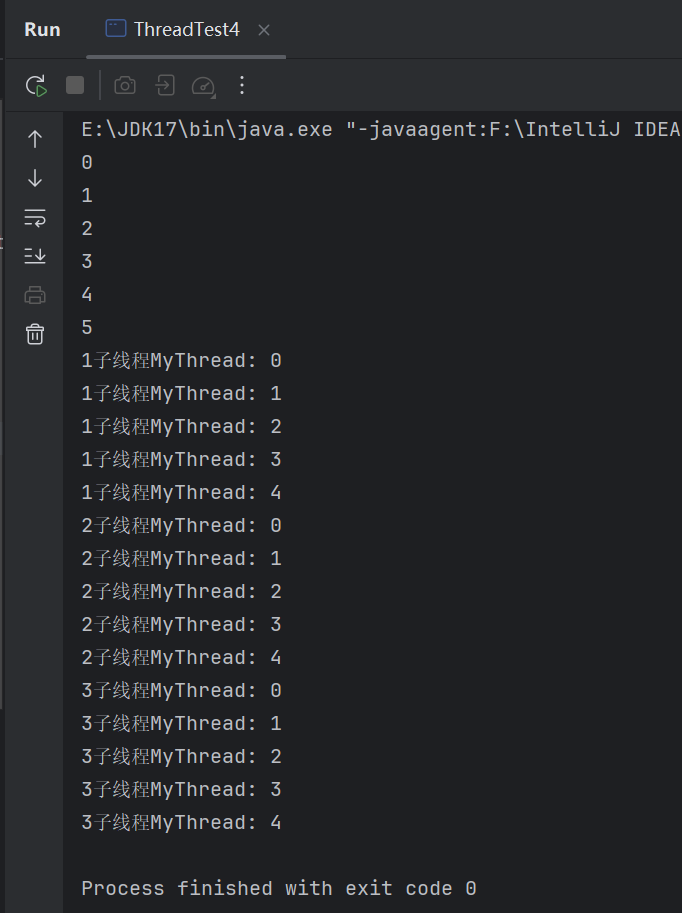 Run ThreadTest4
E:\JDK17\bin\java.exe "-javaagent:F:\IntelliJ IDEA
0
1
2
3
4
5
1子线程MyThread: 0
1子线程MyThread: 1
1子线程MyThread: 2
1子线程MyThread: 3
1子线程MyThread: 4
2子线程MyThread: 0
2子线程MyThread: 1
2子线程MyThread: 2
2子线程MyThread: 3
2子线程MyThread: 4
3子线程MyThread: 0
3子线程MyThread: 1
3子线程MyThread: 2
3子线程MyThread: 3
3子线程MyThread: 4
Process finished with exit code 0